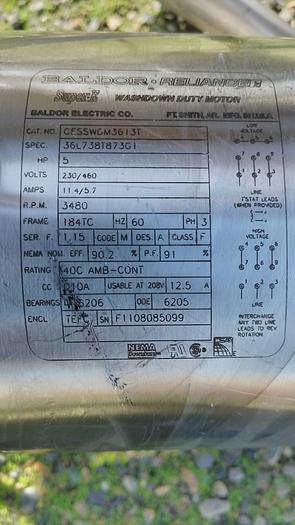 BALDOR · RELIANCE
Super-E WASHDOWN DUTY MOTOR
BALDOR ELECTRIC CO. FT. SMITH, AR. MFG. IN U.S.A.
CAT. NO. CESSWDM3613T
SPEC. 36L738T873G1
HP 5
VOLTS 230/460
AMPS 11.4/5.7
R.P.M. 3480
FRAME 184TC HZ 60 PH 3
SER. F. 1.15 CODE M DES. A CLASS F
NEMA NOM. EFF. 90.2 % P.F. 91 %
RATING 40C AMB-CONT
CC 010A USABLE AT 208V 12.5 A
BEARINGS DE 6206 ODE 6205
ENCL TEFC SN F1108085099
LOW
VOLTAGE
LINE
T'STAT LEADS
(WHEN PROVIDED)
HIGH
VOLTAGE
LINE
INTERCHANGE
ANY TWO LINE
LEADS TO REV
ROTATION
NEMA
Premium